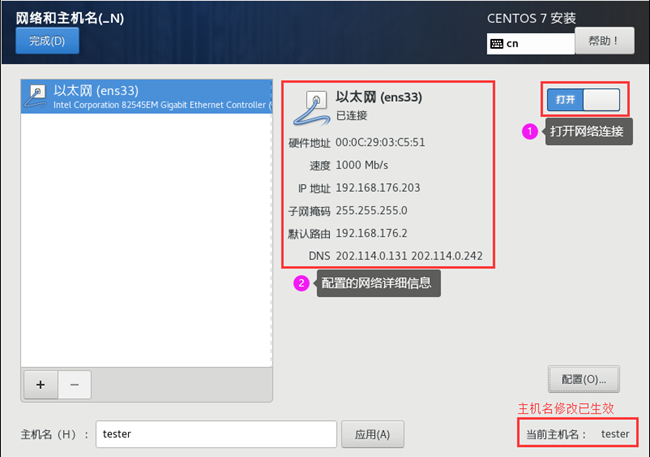 网络和主机名(_N)
CENTOS 7 安装
完成(D)
cn
帮助！
以太网 (ens33)
Intel Corporation 82545EM Gigabit Ethernet Controller (
以太网 (ens33)
已连接
硬件地址 00:0C:29:03:C5:51
速度 1000 Mb/s
IP 地址 192.168.176.203
子网掩码 255.255.255.0
默认路由 192.168.176.2
DNS 202.114.0.131 202.114.0.242
打开
1 打开网络连接
2 配置的网络详细信息
+ −
配置(O)...
主机名修改已生效
主机名（H）： tester
应用(A)
当前主机名： tester